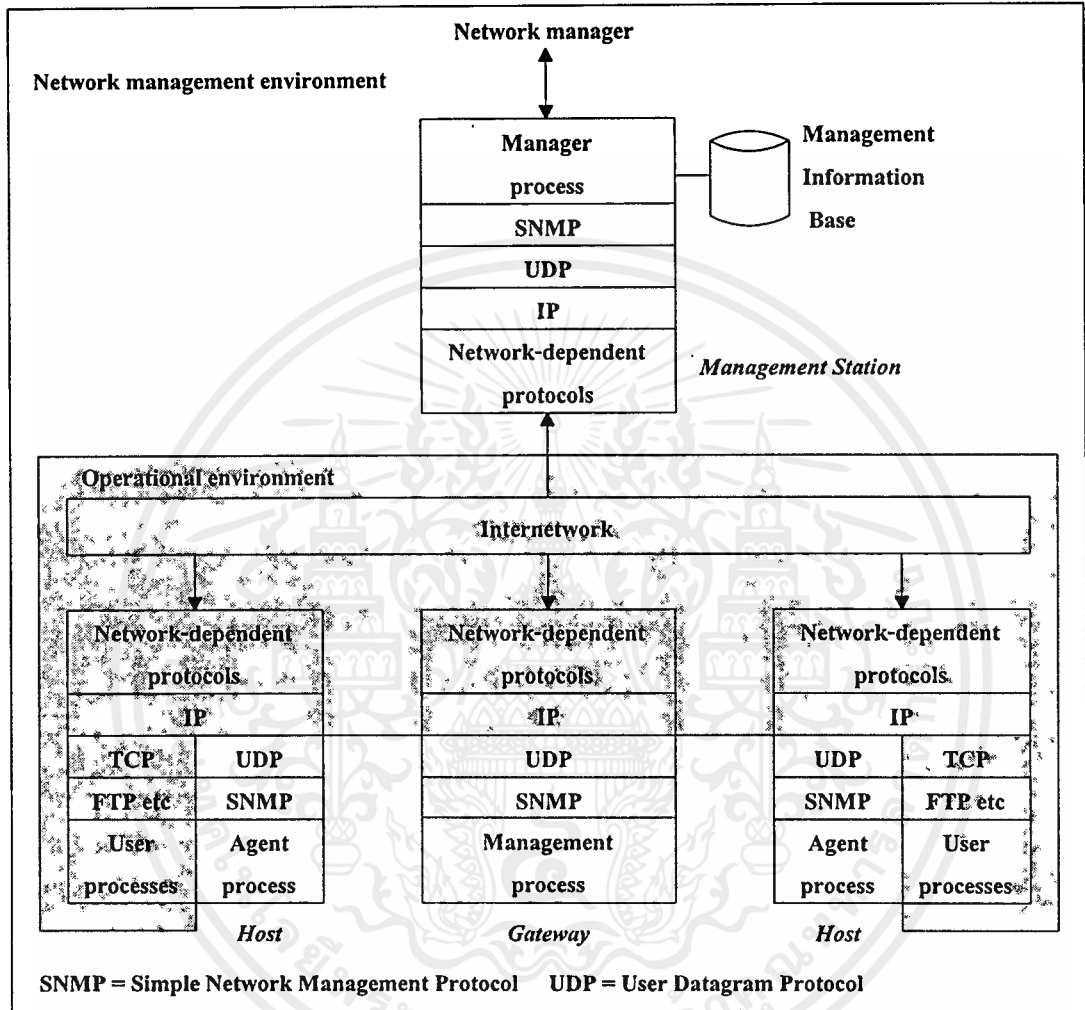 Network manager
Network management environment
Manager
process
Management
Information
Base
SNMP
UDP
IP
Network-dependent
protocols
Management Station
Operational environment
Internetwork
Network-dependent
protocols
IP
TCP UDP
FTP etc SNMP
User Agent
processes process
Host
Network-dependent
protocols
IP
UDP
SNMP
Management
process
Gateway
Network-dependent
protocols
IP
UDP TCP
SNMP FTP etc
Agent User
process processes
Host
SNMP = Simple Network Management Protocol UDP = User Datagram Protocol